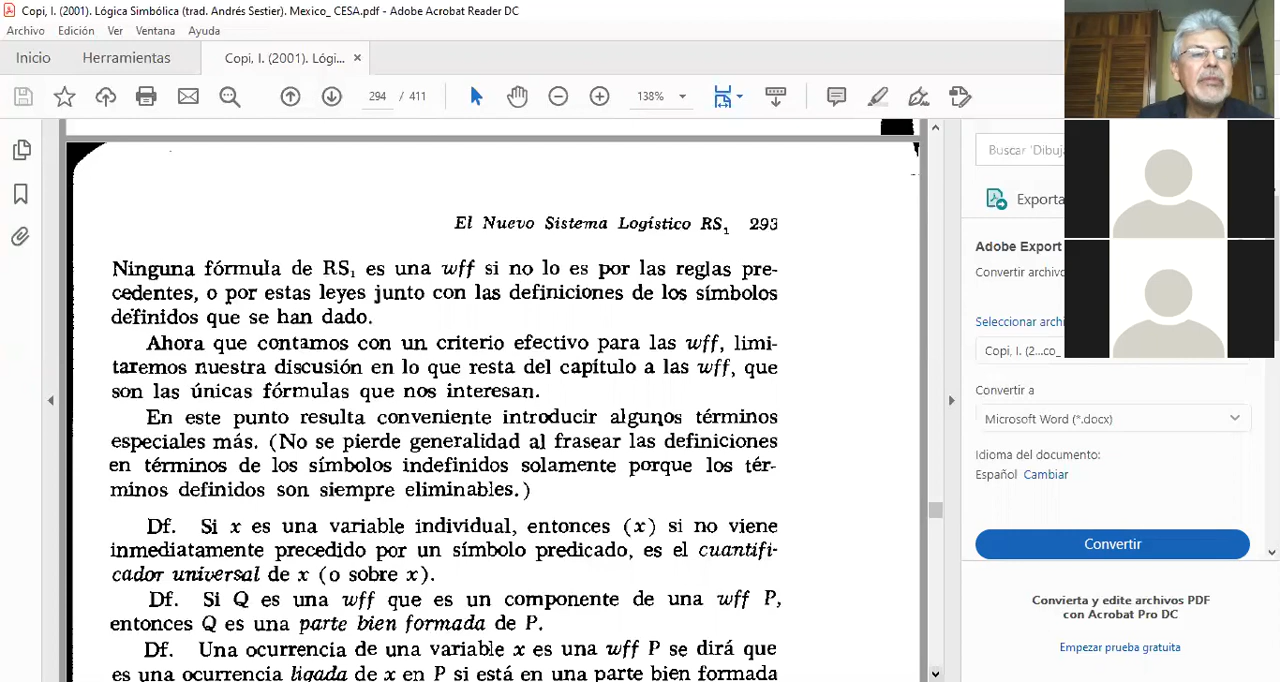 Copi, I. (2001). Lógica Simbólica (trad. Andrés Sestier). Mexico_ CESA.pdf - Adobe Acrobat Reader DC
Archivo Edición Ver Ventana Ayuda
Inicio Herramientas Copi, I. (2001). Lógi... ×
294 / 411 138%
Buscar 'Dibuj
Exporta
Adobe Export
Convertir archiv
Seleccionar archi
Copi, I. (2...co_
Convertir a
Microsoft Word (*.docx)
Idioma del documento:
Español Cambiar
Convertir
Convierta y edite archivos PDF
con Acrobat Pro DC
Empezar prueba gratuita
El Nuevo Sistema Logístico RS₁ 293
Ninguna fórmula de RS₁ es una wff si no lo es por las reglas pre-
cedentes, o por estas leyes junto con las definiciones de los símbolos
definidos que se han dado.
Ahora que contamos con un criterio efectivo para las wff, limi-
taremos nuestra discusión en lo que resta del capítulo a las wff, que
son las únicas fórmulas que nos interesan.
En este punto resulta conveniente introducir algunos términos
especiales más. (No se pierde generalidad al frasear las definiciones
en términos de los símbolos indefinidos solamente porque los tér-
minos definidos son siempre eliminables.)
Df. Si x es una variable individual, entonces (x) si no viene
inmediatamente precedido por un símbolo predicado, es el cuantifi-
cador universal de x (o sobre x).
Df. Si Q es una wff que es un componente de una wff P,
entonces Q es una parte bien formada de P.
Df. Una ocurrencia de una variable x es una wff P se dirá que
es una ocurrencia ligada de x en P si está en una parte bien formada